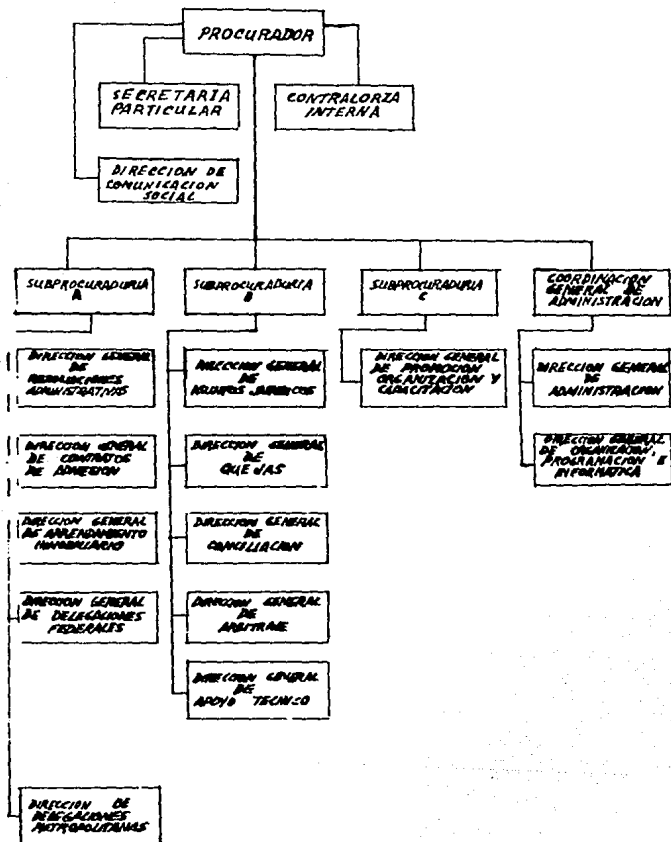 PROCURADOR
SECRETARIA
PARTICULAR
CONTRALORIA
INTERNA
DIRECCION DE
COMUNICACION
SOCIAL
SUBPROCURADURIA
A
SUBPROCURADURIA
B
SUBPROCURADURIA
C
COORDINACION
GENERAL DE
ADMINISTRACION
DIRECCION GENERAL
DE
RESOLUCIONES
ADMINISTRATIVAS
DIRECCION GENERAL
DE CONTRATOS
DE ADHESION
DIRECCION GENERAL
DE ARRENDAMIENTO
INMOBILIARIO
DIRECCION GENERAL
DE DELEGACIONES
FEDERALES
DIRECCION DE
DELEGACIONES
METROPOLITANAS
DIRECCION GENERAL
DE
ASUNTOS JURIDICOS
DIRECCION GENERAL
DE
QUEJAS
DIRECCION GENERAL
DE
CONCILIACION
DIRECCION GENERAL
DE
ARBITRAJE
DIRECCION GENERAL
DE
APOYO TECNICO
DIRECCION GENERAL
DE PROMOCION
ORGANIZACION Y
CAPACITACION
DIRECCION GENERAL
DE
ADMINISTRACION
DIRECCION GENERAL
DE ORGANIZACION,
PROGRAMACION E
INFORMATICA